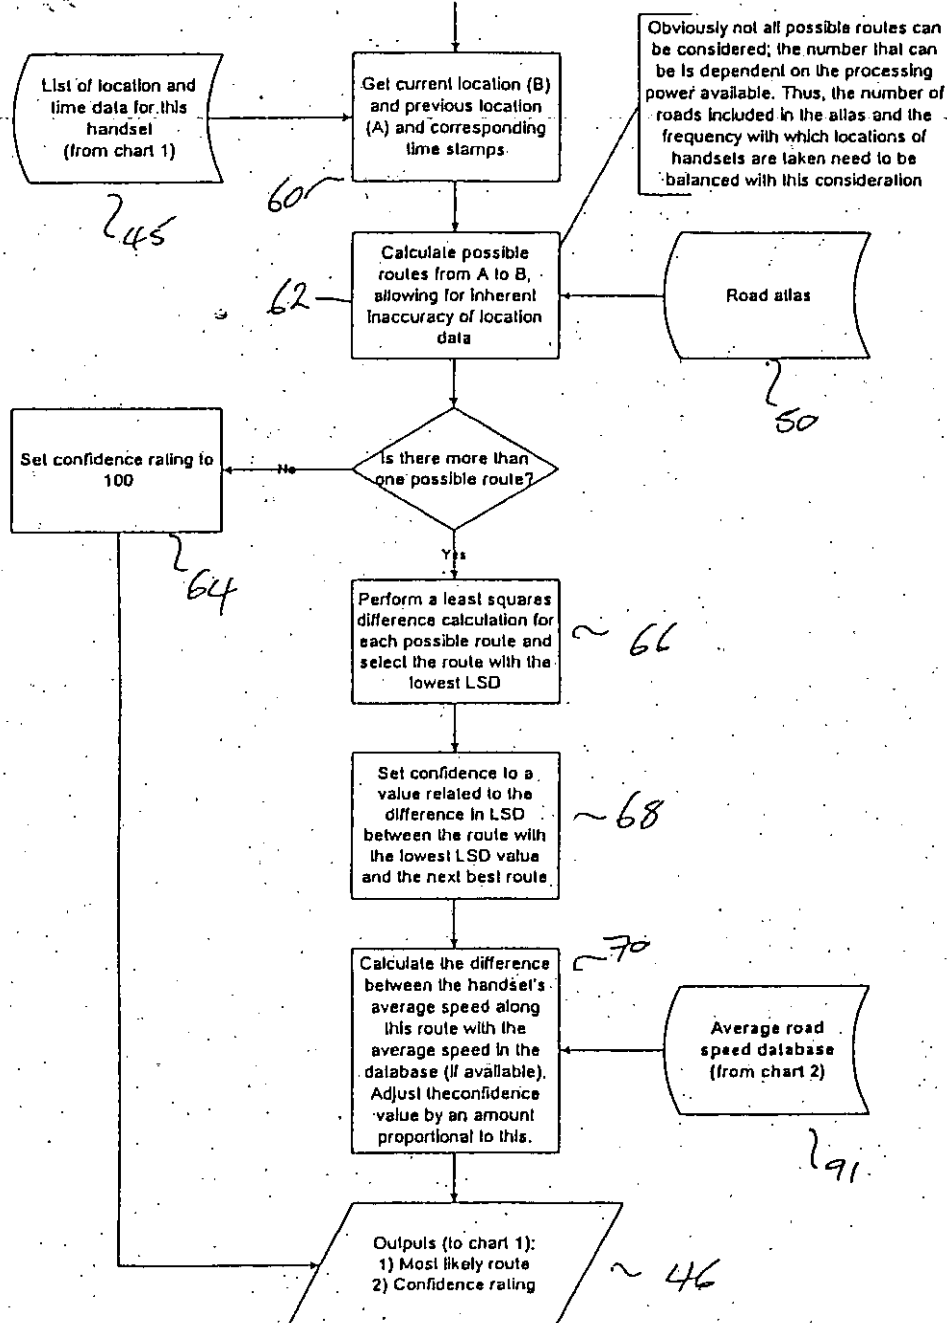 Obviously not all possible routes can
be considered; the number that can
be is dependent on the processing
power available. Thus, the number of
roads included in the atlas and the
frequency with which locations of
handsets are taken need to be
balanced with this consideration
List of location and
time data for this
handset
(from chart 1)
45
Get current location (B)
and previous location
(A) and corresponding
time stamps
60
Calculate possible
routes from A to B,
allowing for inherent
inaccuracy of location
data
62
Road atlas
50
Is there more than
one possible route?
No
Set confidence rating to
100
64
Yes
Perform a least squares
difference calculation for
each possible route and
select the route with the
lowest LSD
66
Set confidence to a
value related to the
difference in LSD
between the route with
the lowest LSD value
and the next best route
68
Calculate the difference
between the handset's
average speed along
this route with the
average speed in the
database (if available).
Adjust theconfidence
value by an amount
proportional to this.
70
Average road
speed database
(from chart 2)
91
Outputs (to chart 1):
1) Most likely route
2) Confidence rating
46